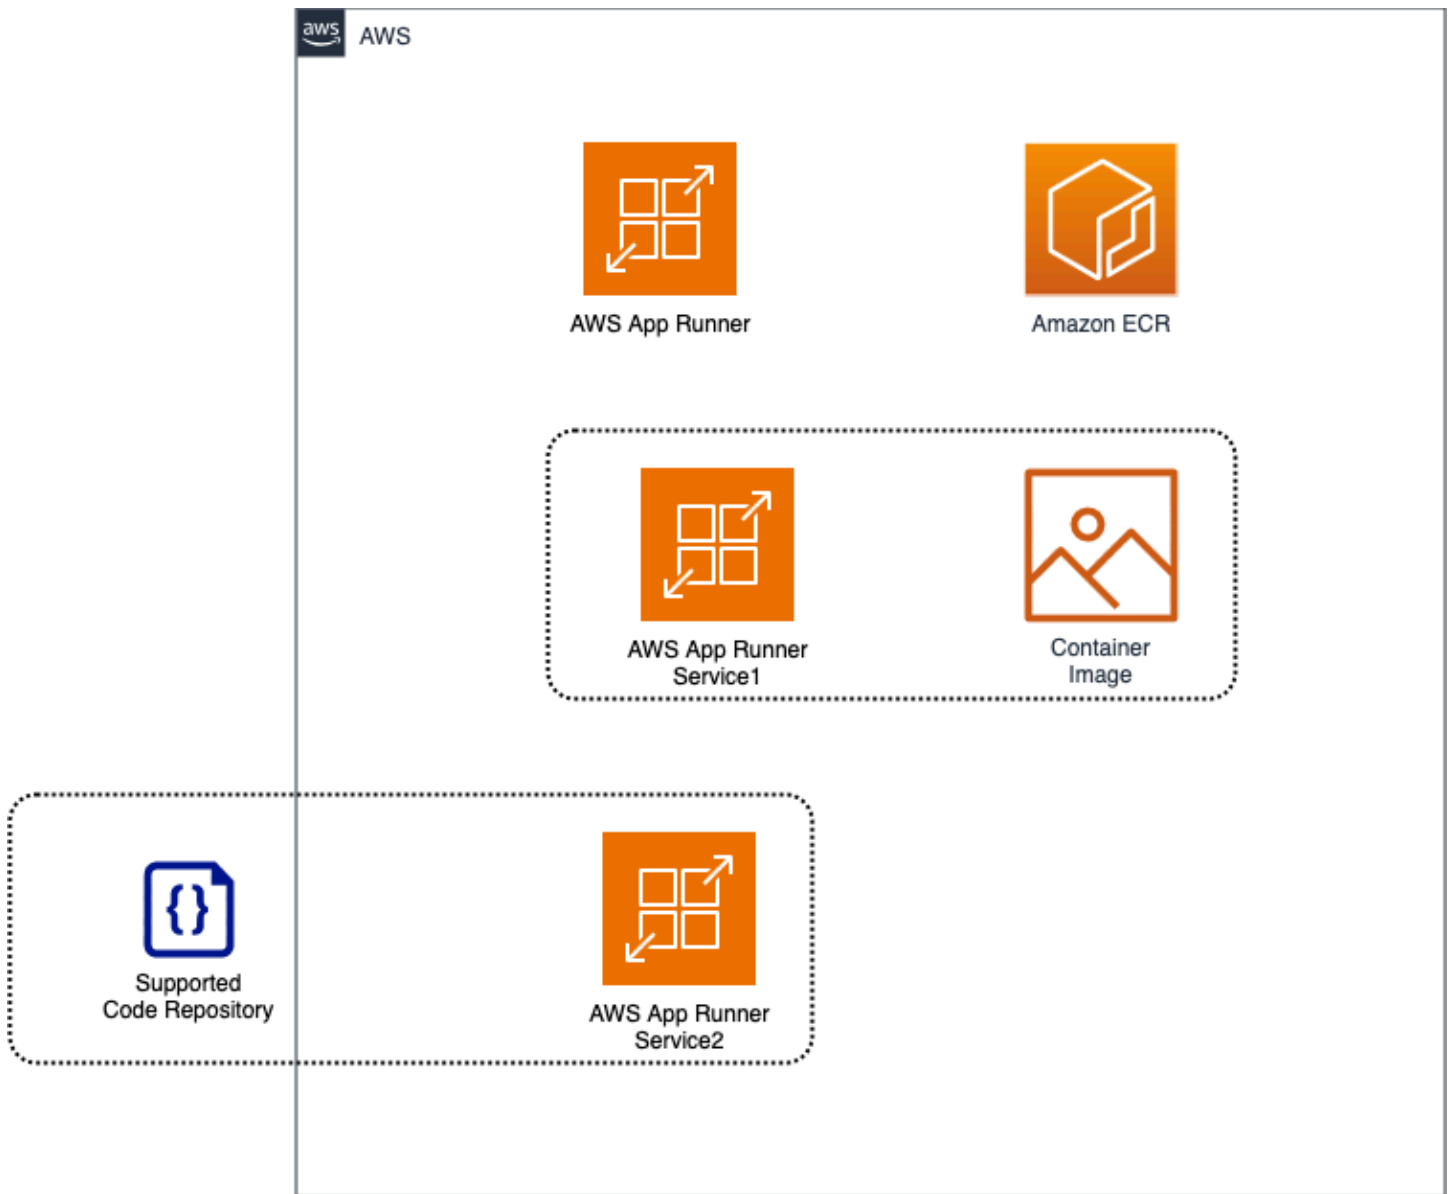 aws
AWS
AWS App Runner
Amazon ECR
AWS App Runner
Service1
Container
Image
Supported
Code Repository
AWS App Runner
Service2